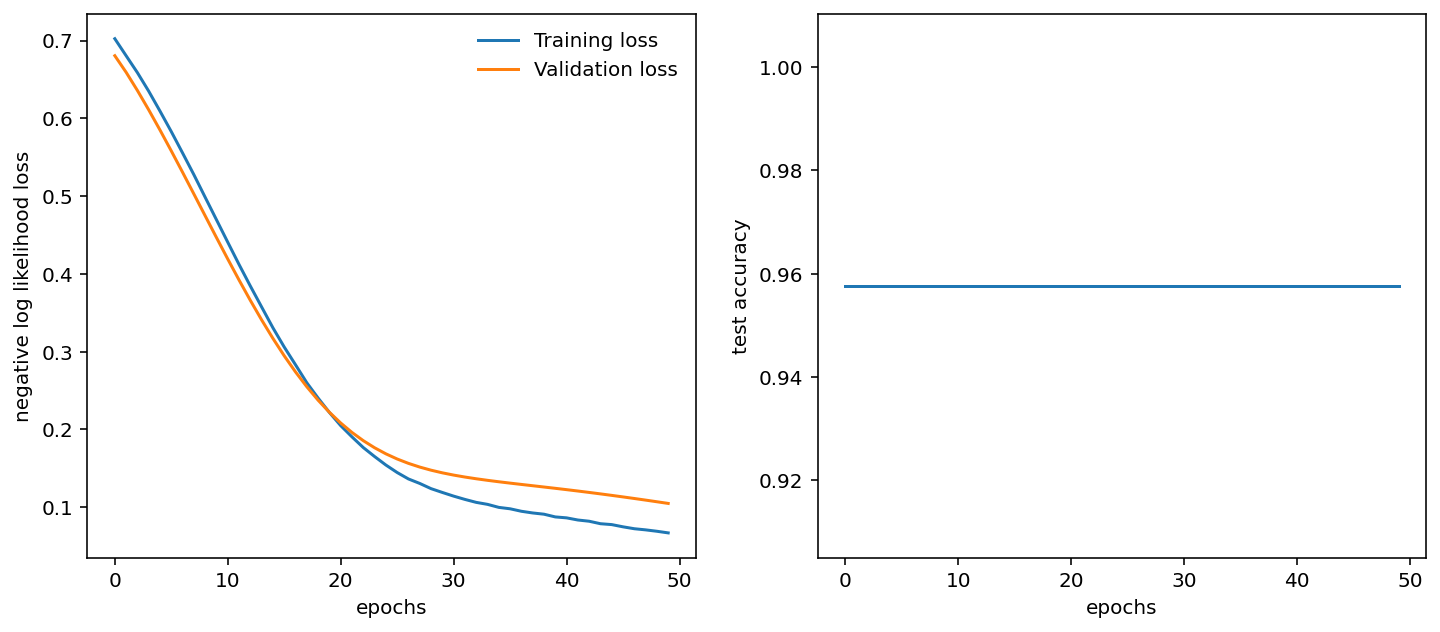 negative log likelihood loss
0.7
0.6
0.5
0.4
0.3
0.2
0.1
Training loss
Validation loss
0 10 20 30 40 50
epochs
test accuracy
1.00
0.98
0.96
0.94
0.92
0 10 20 30 40 50
epochs